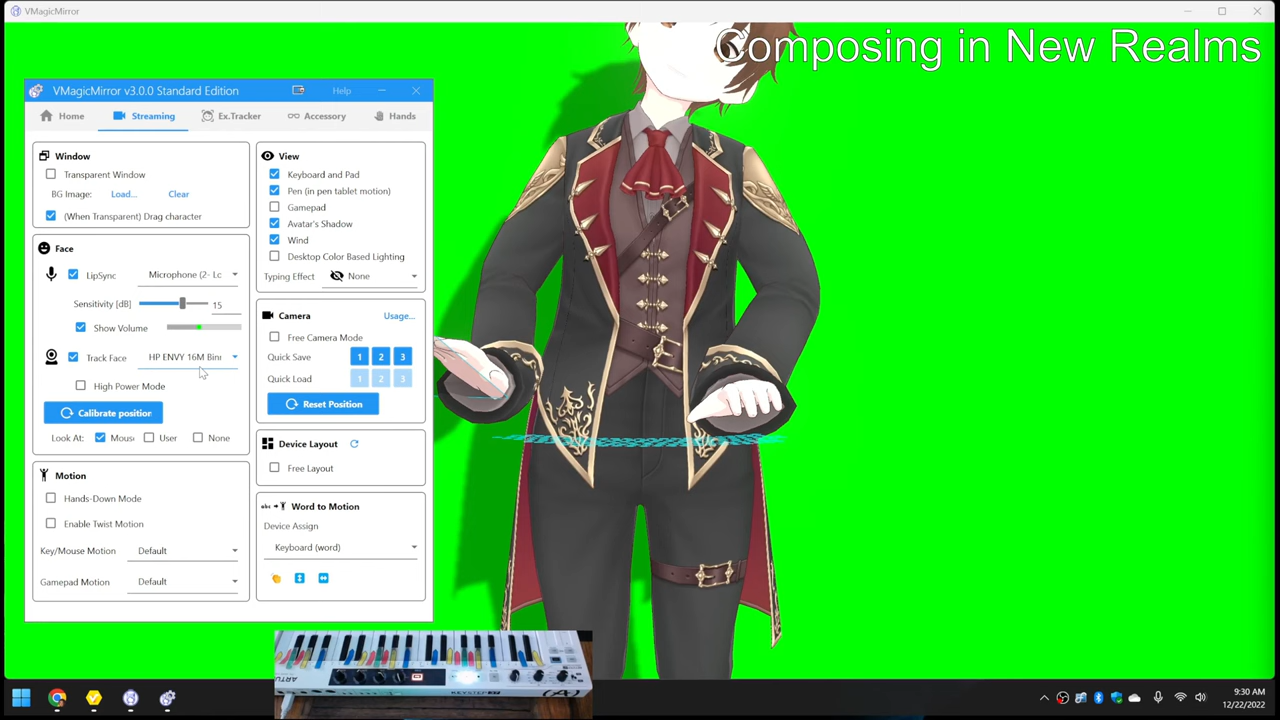 VMagicMirror
Composing in New Realms
VMagicMirror v3.0.0 Standard Edition
Help
Home
Streaming
Ex.Tracker
Accessory
Hands
Window
Transparent Window
BG Image:
Load...
Clear
(When Transparent) Drag character
Face
LipSync
Microphone (2- Lc
Sensitivity [dB]
15
Show Volume
Track Face
HP ENVY 16M Bin
High Power Mode
Calibrate position
Look At:
Mous
User
None
Motion
Hands-Down Mode
Enable Twist Motion
Key/Mouse Motion
Default
Gamepad Motion
Default
View
Keyboard and Pad
Pen (in pen tablet motion)
Gamepad
Avatar's Shadow
Wind
Desktop Color Based Lighting
Typing Effect
None
Camera
Usage...
Free Camera Mode
Quick Save
1 2 3
Quick Load
1 2 3
Reset Position
Device Layout
Free Layout
abc
Word to Motion
Device Assign
Keyboard (word)
KEYSTEP 37
9:30 AM
12/22/2022